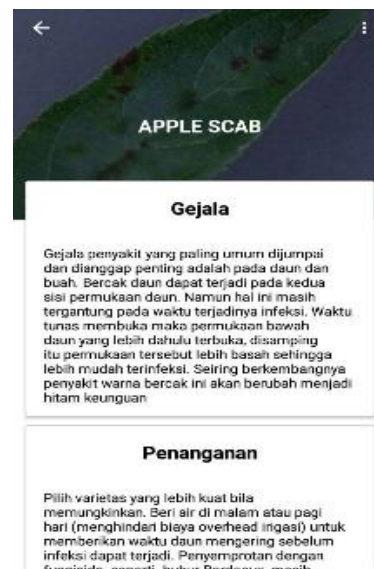 APPLE SCAB
Gejala
Gejala penyakit yang paling umum dijumpai
dan dianggap penting adalah pada daun dan
buah. Bercak daun dapat terjadi pada kedua
sisi permukaan daun. Namun hal ini masih
tergantung pada waktu terjadinya infeksi. Waktu
tunas membuka maka permukaan bawah
daun yang lebih dahulu terbuka, disamping
itu permukaan tersebut lebih basah sehingga
lebih mudah terinfeksi. Seiring berkembangnya
penyakit warna bercak ini akan berubah menjadi
hitam keunguan
Penanganan
Pilih varietas yang lebih kuat bila
memungkinkan. Beri air di malam atau pagi
hari (menghindari biaya overhead irigasi) untuk
memberikan waktu daun mengering sebelum
infeksi dapat terjadi. Penyemprotan dengan
fungisida, seperti, bubur Bordeaux, masih